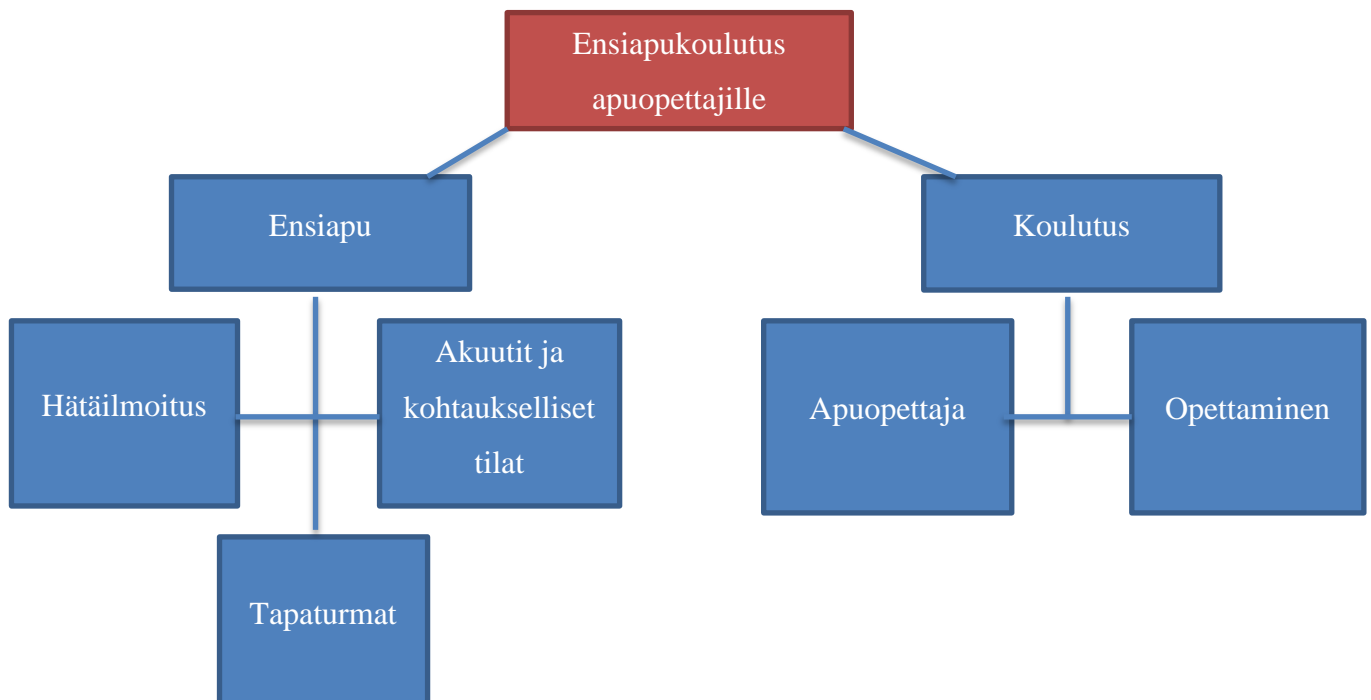 Ensiapukoulutus
apuopettajille
Ensiapu
Koulutus
Hätäilmoitus
Akuutit ja
kohtaukselliset
tilat
Apuopettaja
Opettaminen
Tapaturmat